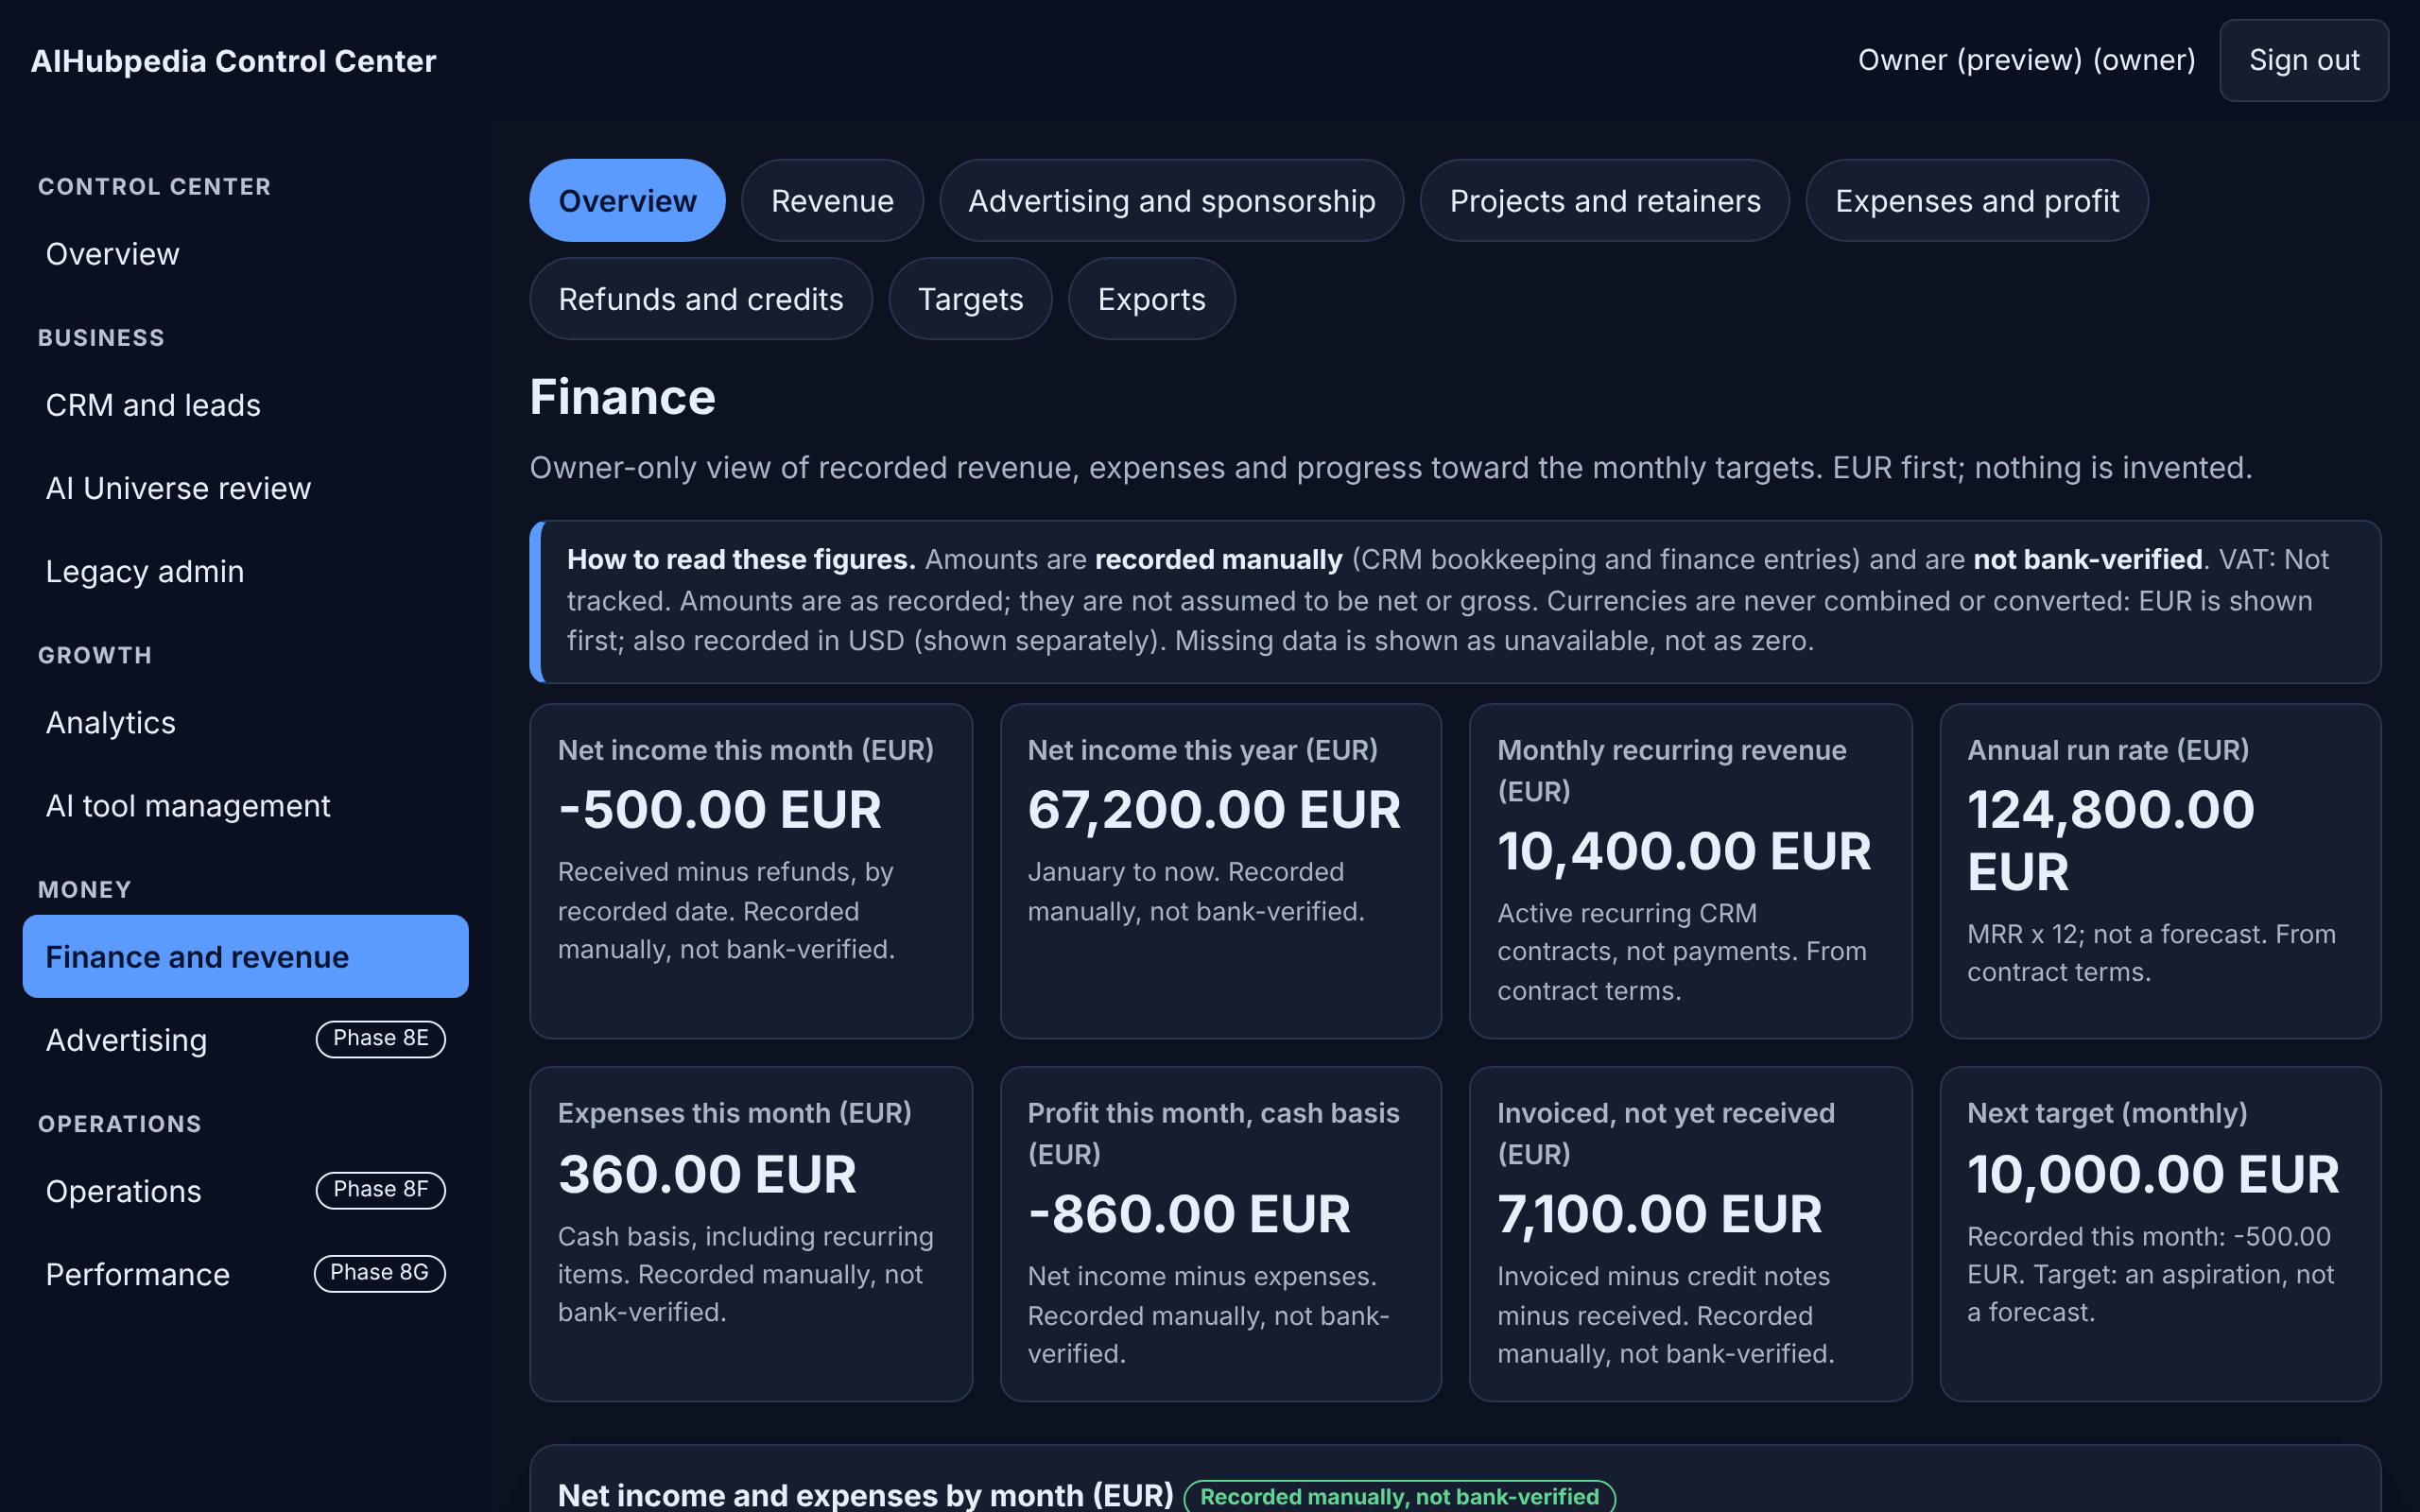 AIHubpedia Control Center
Owner (preview) (owner)
Sign out
CONTROL CENTER
Overview
BUSINESS
CRM and leads
AI Universe review
Legacy admin
GROWTH
Analytics
AI tool management
MONEY
Finance and revenue
Advertising
Phase 8E
OPERATIONS
Operations
Phase 8F
Performance
Phase 8G
Overview
Revenue
Advertising and sponsorship
Projects and retainers
Expenses and profit
Refunds and credits
Targets
Exports
Finance
Owner-only view of recorded revenue, expenses and progress toward the monthly targets. EUR first; nothing is invented.
How to read these figures. Amounts are recorded manually (CRM bookkeeping and finance entries) and are not bank-verified. VAT: Not
tracked. Amounts are as recorded; they are not assumed to be net or gross. Currencies are never combined or converted: EUR is shown
first; also recorded in USD (shown separately). Missing data is shown as unavailable, not as zero.
Net income this month (EUR)
-500.00 EUR
Received minus refunds, by
recorded date. Recorded
manually, not bank-verified.
Net income this year (EUR)
67,200.00 EUR
January to now. Recorded
manually, not bank-verified.
Monthly recurring revenue
(EUR)
10,400.00 EUR
Active recurring CRM
contracts, not payments. From
contract terms.
Annual run rate (EUR)
124,800.00
EUR
MRR x 12; not a forecast. From
contract terms.
Expenses this month (EUR)
360.00 EUR
Cash basis, including recurring
items. Recorded manually, not
bank-verified.
Profit this month, cash basis
(EUR)
-860.00 EUR
Net income minus expenses.
Recorded manually, not bank-
verified.
Invoiced, not yet received
(EUR)
7,100.00 EUR
Invoiced minus credit notes
minus received. Recorded
manually, not bank-verified.
Next target (monthly)
10,000.00 EUR
Recorded this month: -500.00
EUR. Target: an aspiration, not
a forecast.
Net income and expenses by month (EUR)
Recorded manually, not bank-verified